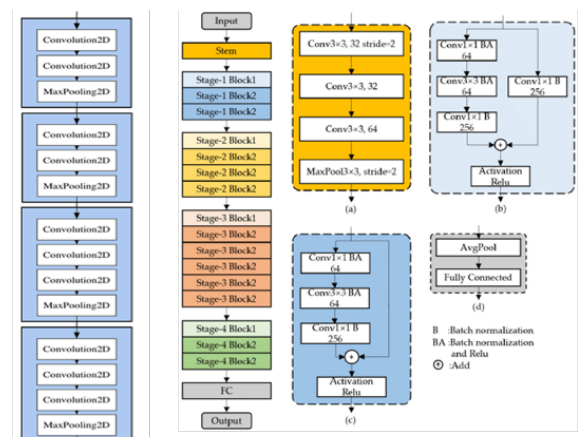 Convolution2D
Convolution2D
MaxPooling2D
Convolution2D
Convolution2D
MaxPooling2D
Convolution2D
Convolution2D
Convolution2D
MaxPooling2D
Convolution2D
Convolution2D
Convolution2D
MaxPooling2D
Input
Stem
Stage-1 Block1
Stage-1 Block2
Stage-1 Block2
Stage-2 Block1
Stage-2 Block2
Stage-2 Block2
Stage-2 Block2
Stage-3 Block1
Stage-3 Block2
Stage-3 Block2
Stage-3 Block2
Stage-3 Block2
Stage-3 Block2
Stage-4 Block1
Stage-4 Block2
Stage-4 Block2
FC
Output
Conv3×3, 32 stride=2
Conv3×3, 32
Conv3×3, 64
MaxPool3×3, stride=2
(a)
Conv1×1 BA
64
Conv3×3 BA
64
Conv1×1 B
256
Conv1×1 B
256
Activation
Relu
(b)
Conv1×1 BA
64
Conv3×3 BA
64
Conv1×1 B
256
Activation
Relu
(c)
AvgPool
Fully Connected
(d)
B :Batch normalization
BA :Batch normalization
and Relu
:Add